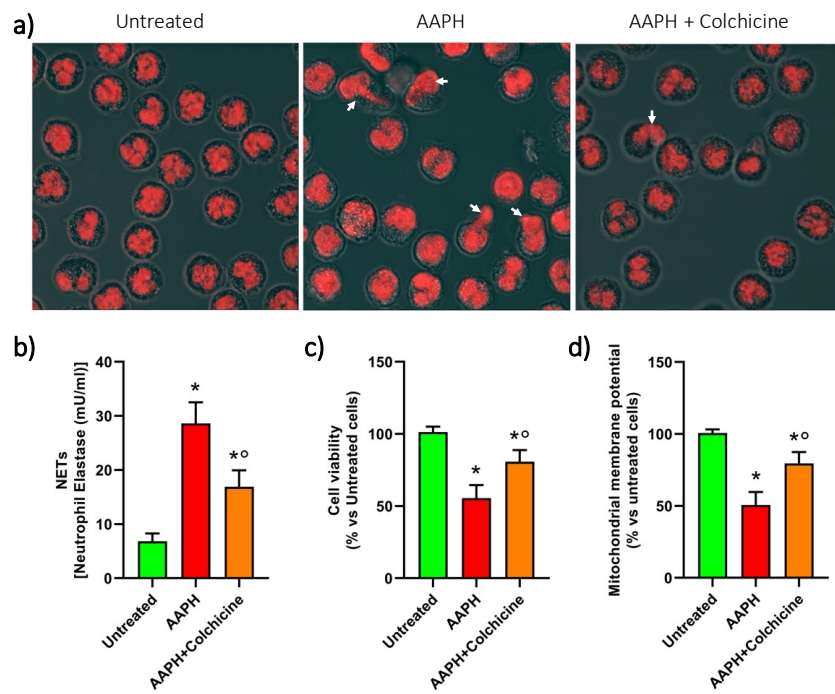 a)
Untreated
AAPH
AAPH + Colchicine
b)
NETs
[Neutrophil Elastase (mU/ml)]
40
30
20
10
0
*
*°
Untreated
AAPH
AAPH+Colchicine
c)
Cell viability
(% vs Untreated cells)
150
100
50
0
*
*°
Untreated
AAPH
AAPH+Colchicine
d)
Mitochondrial membrane potential
(% vs untreated cells)
150
100
50
0
*
*°
Untreated
AAPH
AAPH+Colchicine